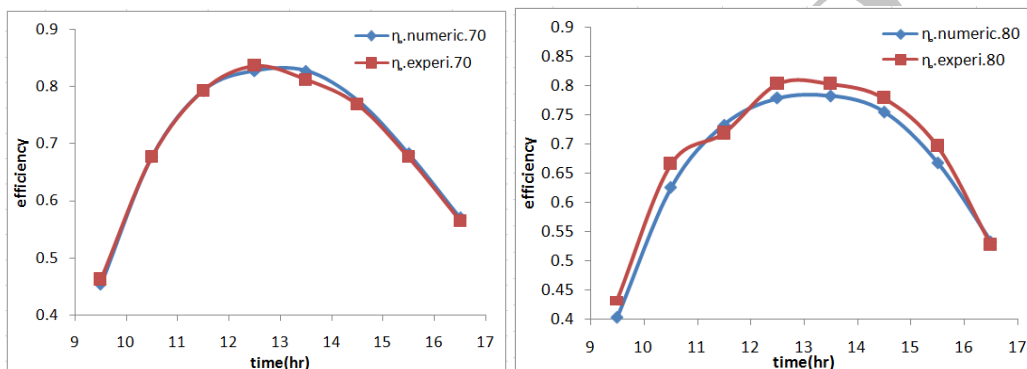 0.9
0.8
0.7
0.6
0.5
0.4
efficiency
9 10 11 12 13 14 15 16 17
time(hr)
η.numeric.70
η.experi.70
0.9
0.85
0.8
0.75
0.7
0.65
0.6
0.55
0.5
0.45
0.4
efficiency
9 10 11 12 13 14 15 16 17
time(hr)
η.numeric.80
η.experi.80